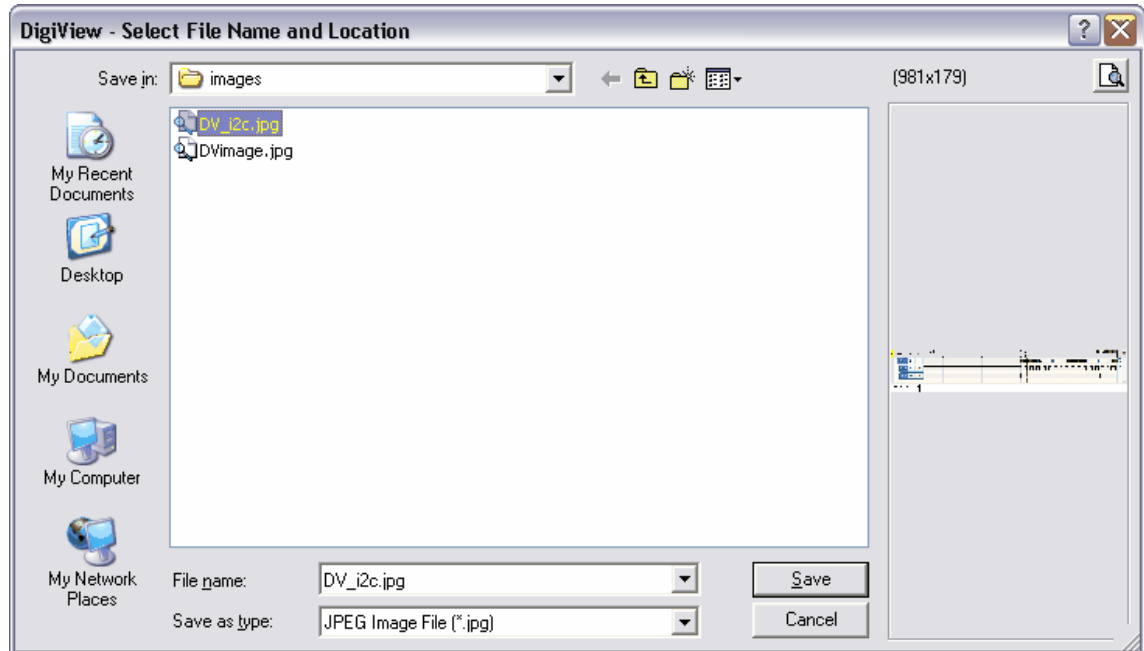 DigiView - Select File Name and Location
Save in: images
(981x179)
DV_i2c.jpg
DVimage.jpg
My Recent
Documents
Desktop
My Documents
My Computer
My Network
Places
File name: DV_i2c.jpg
Save
Save as type: JPEG Image File (*.jpg)
Cancel